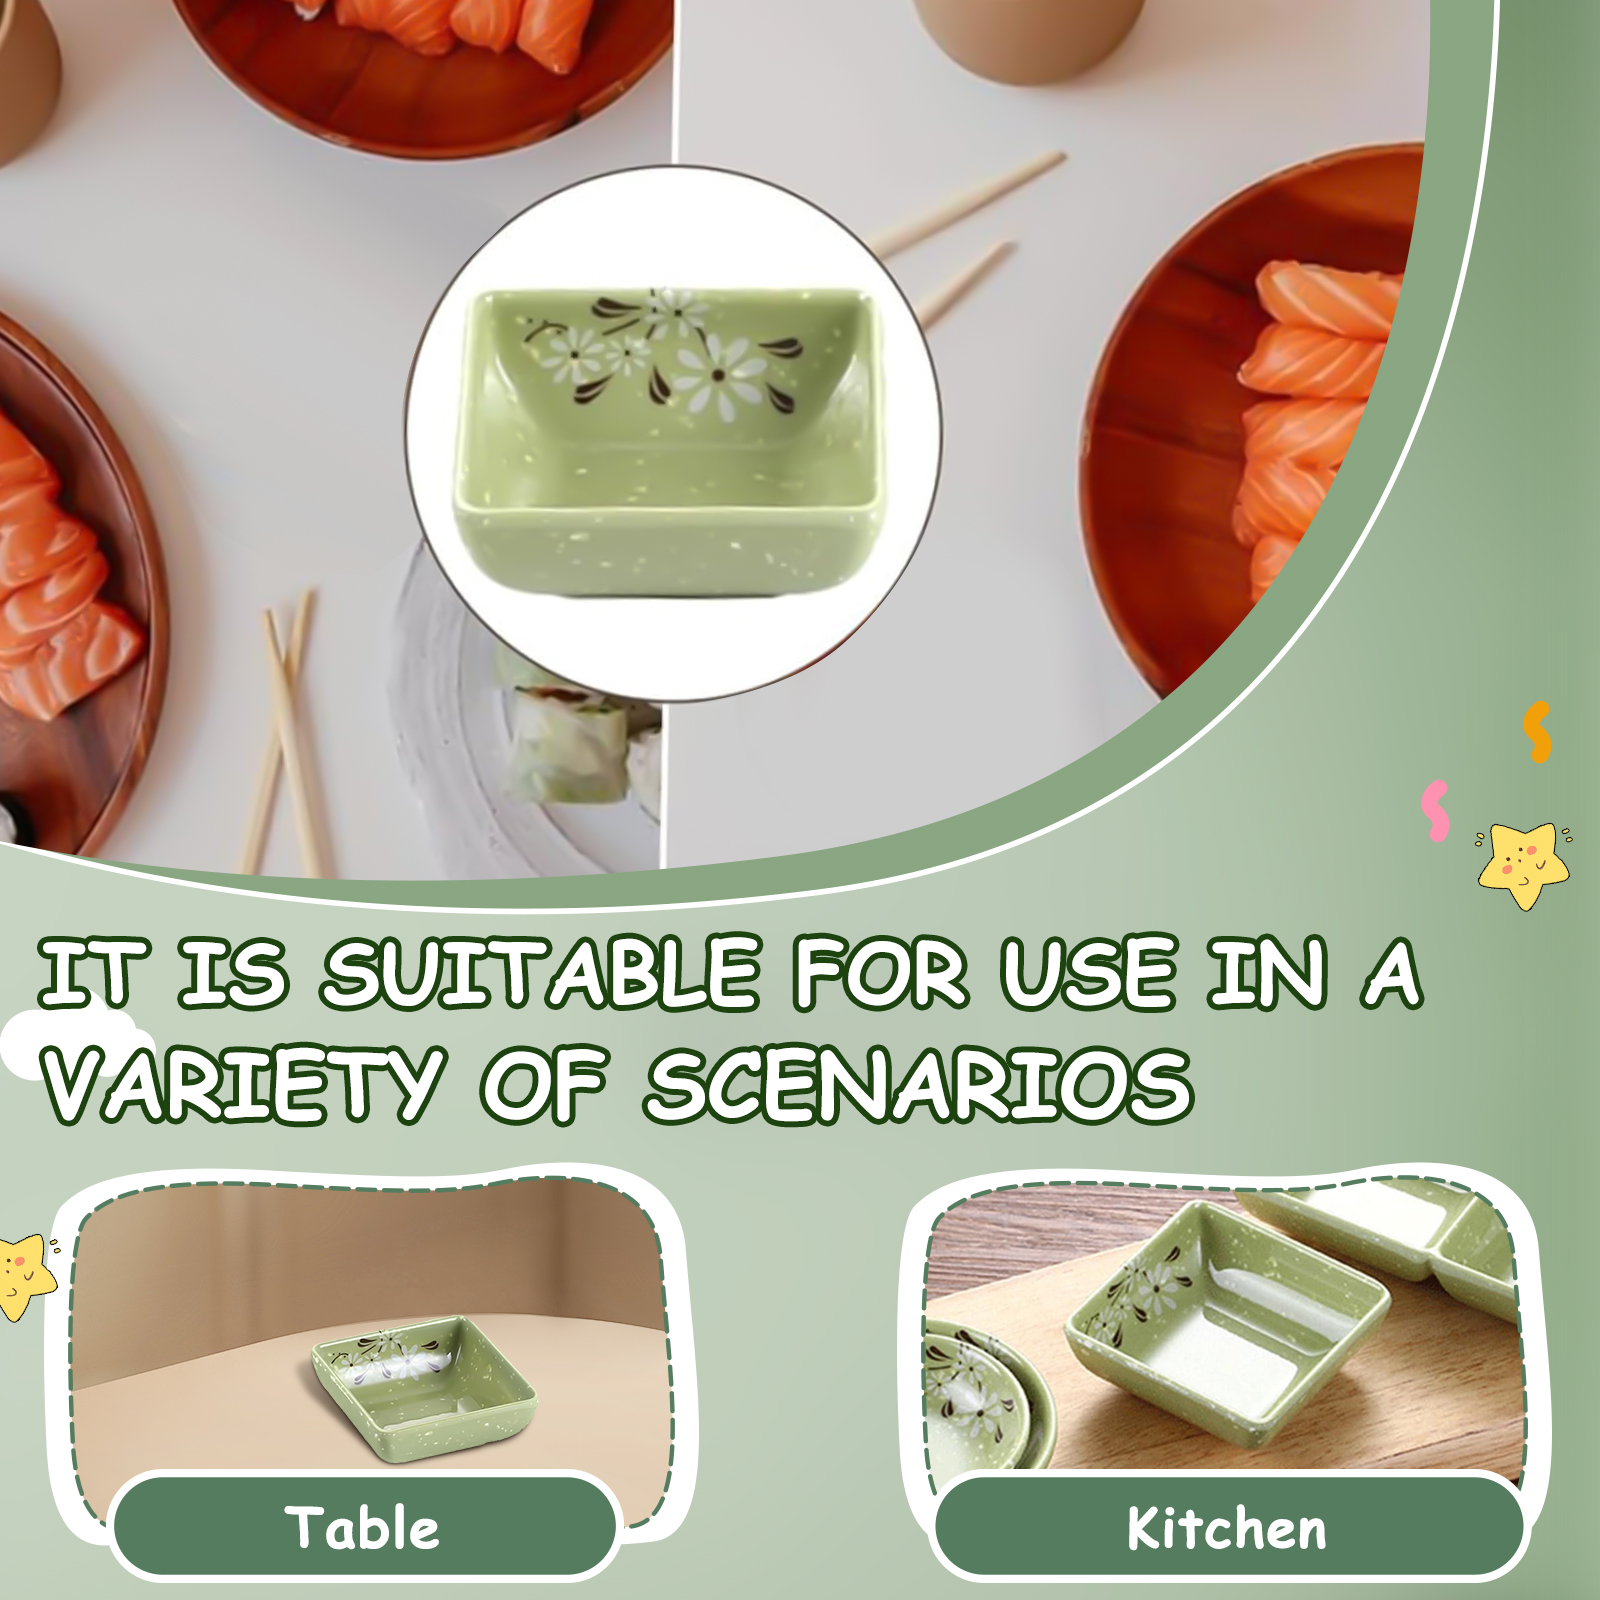 IT IS SUITABLE FOR USE IN A
VARIETY OF SCENARIOS
Table
Kitchen